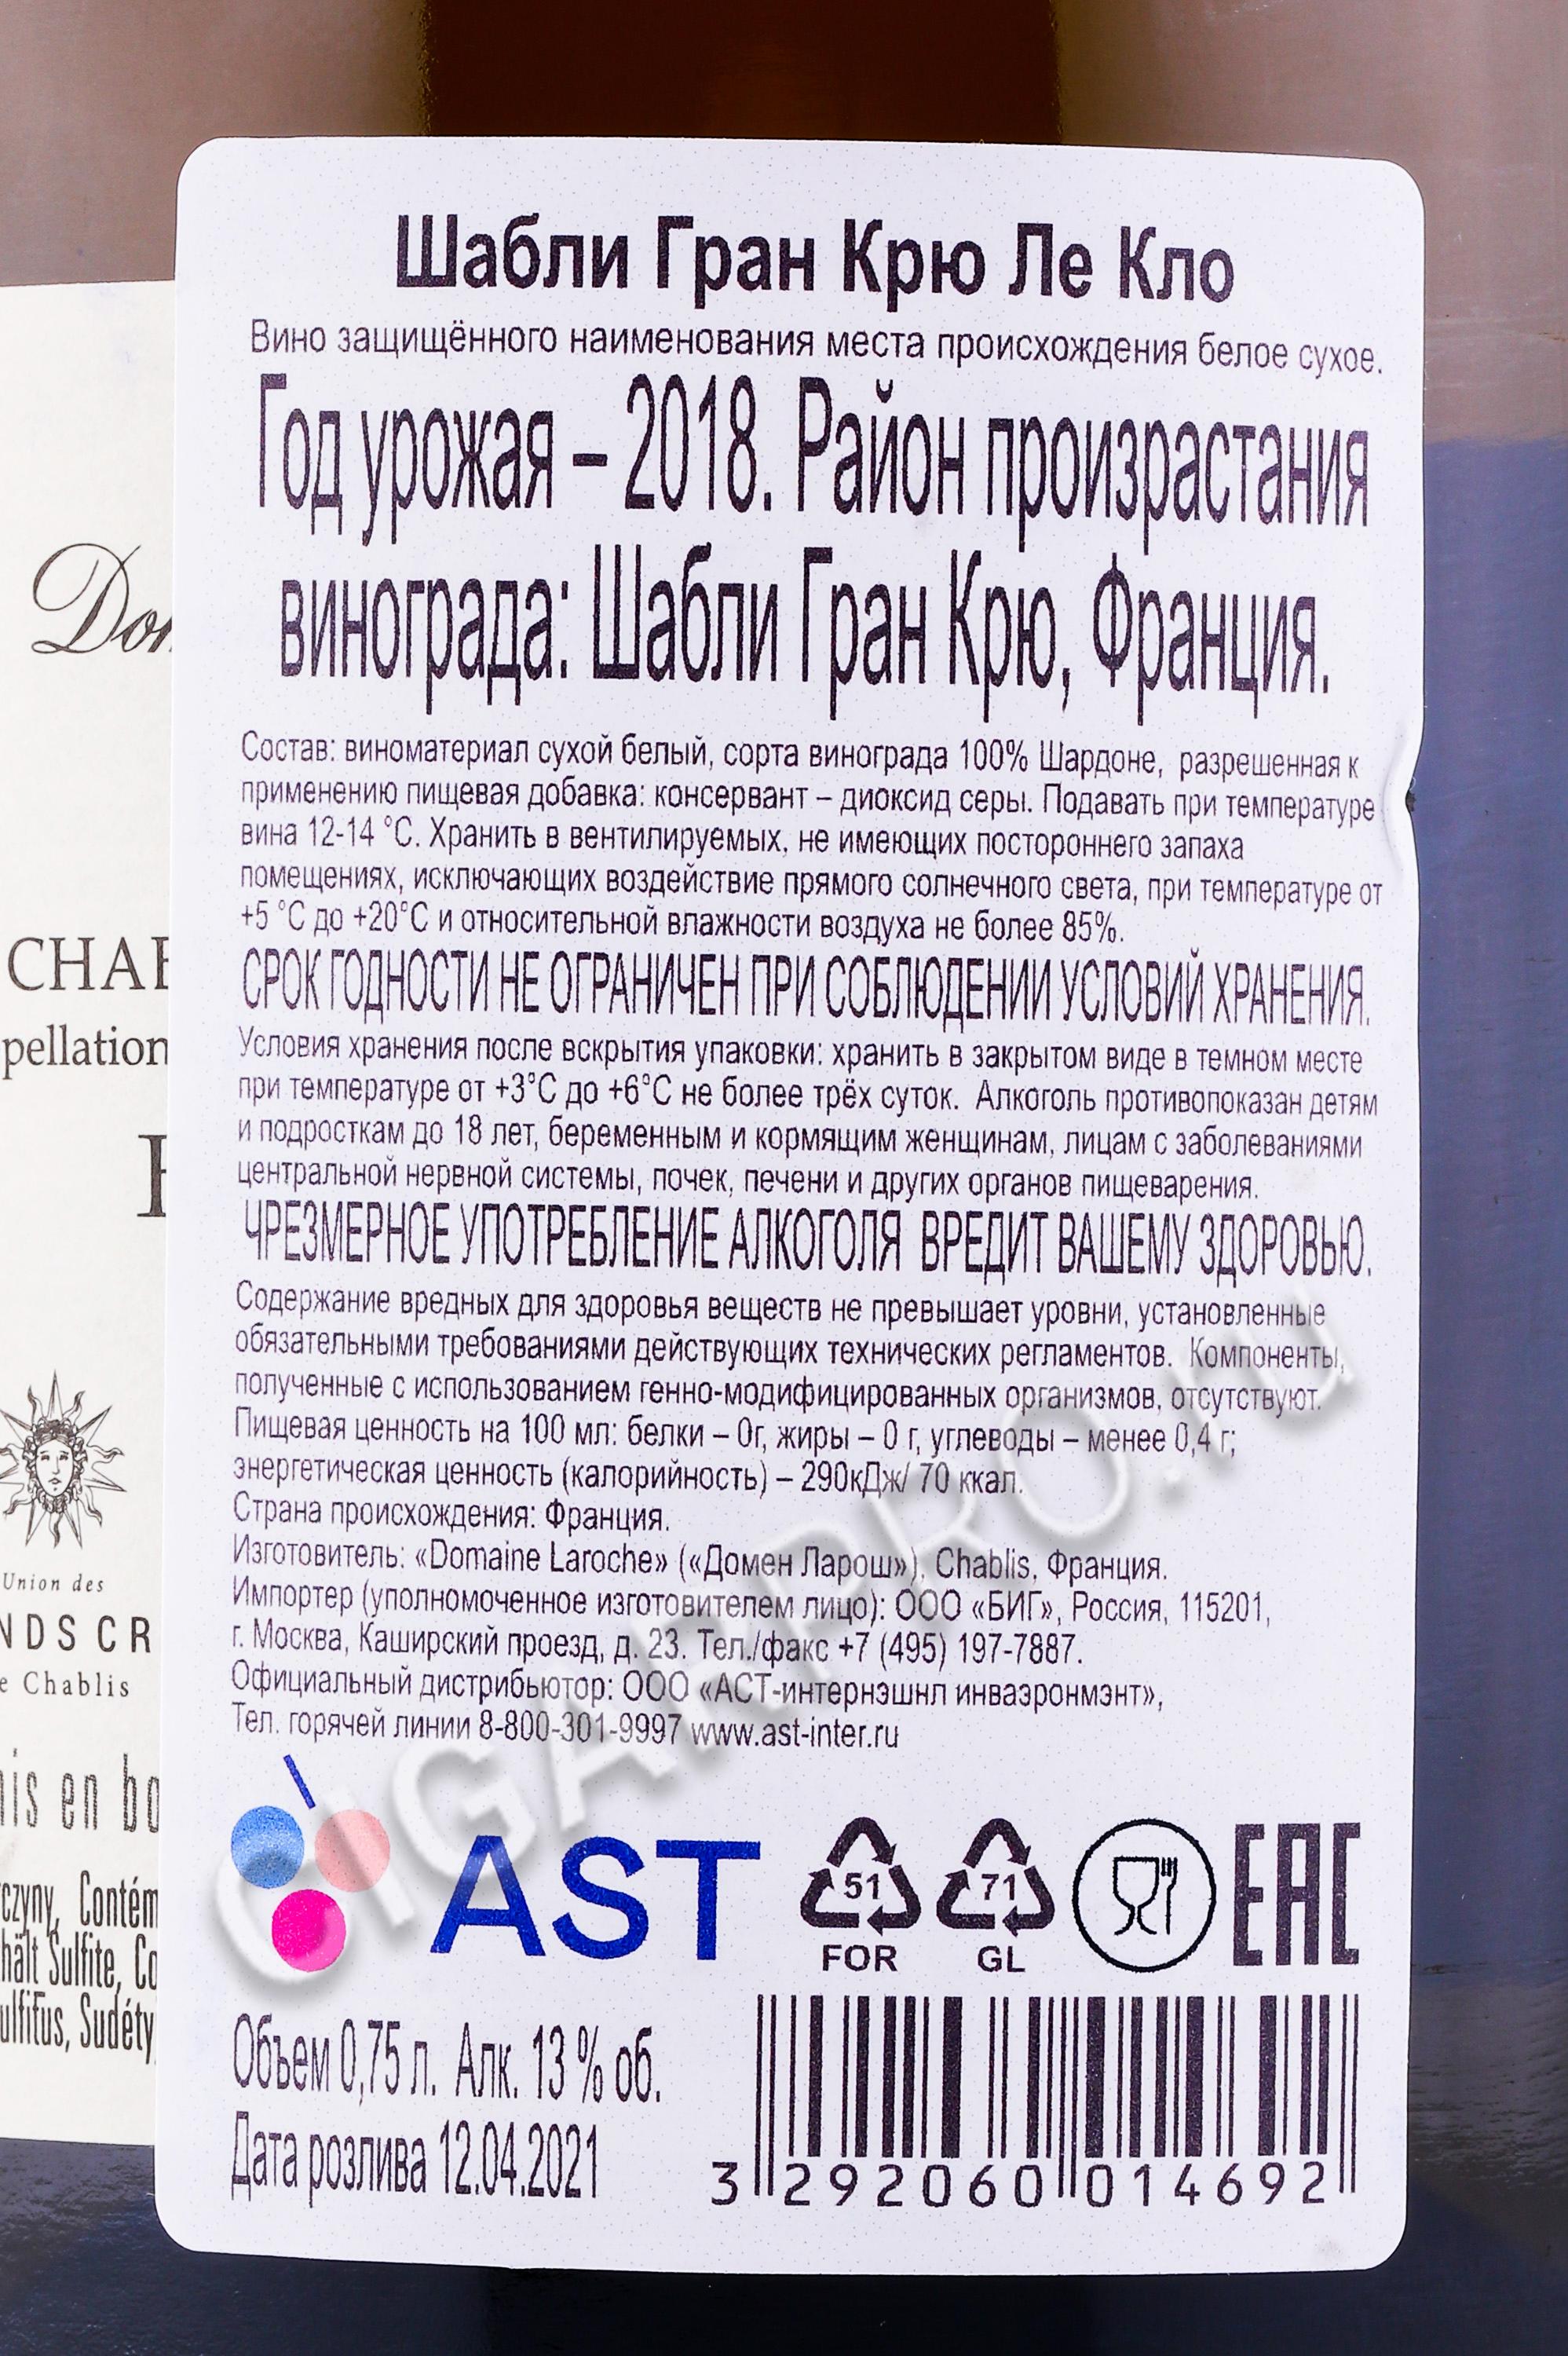 Шабли Гран Крю Ле Кло
Вино защищённого наименования места происхождения белое сухое.
Год урожая – 2018. Район произрастания
винограда: Шабли Гран Крю, Франция.
Состав: виноматериал сухой белый, сорта винограда 100% Шардоне, разрешенная к
применению пищевая добавка: консервант – диоксид серы. Подавать при температуре
вина 12-14 °С. Хранить в вентилируемых, не имеющих постороннего запаха
помещениях, исключающих воздействие прямого солнечного света, при температуре от
+5 °С до +20°С и относительной влажности воздуха не более 85%.
СРОК ГОДНОСТИ НЕ ОГРАНИЧЕН ПРИ СОБЛЮДЕНИИ УСЛОВИЙ ХРАНЕНИЯ.
Условия хранения после вскрытия упаковки: хранить в закрытом виде в темном месте
при температуре от +3°С до +6°С не более трёх суток. Алкоголь противопоказан детям
и подросткам до 18 лет, беременным и кормящим женщинам, лицам с заболеваниями
центральной нервной системы, почек, печени и других органов пищеварения.
ЧРЕЗМЕРНОЕ УПОТРЕБЛЕНИЕ АЛКОГОЛЯ ВРЕДИТ ВАШЕМУ ЗДОРОВЬЮ.
Содержание вредных для здоровья веществ не превышает уровни, установленные
обязательными требованиями действующих технических регламентов. Компоненты,
полученные с использованием генно-модифицированных организмов, отсутствуют.
Пищевая ценность на 100 мл: белки – 0г, жиры – 0 г, углеводы – менее 0,4 г;
энергетическая ценность (калорийность) – 290кДж/ 70 ккал.
Страна происхождения: Франция.
Изготовитель: «Domaine Laroche» («Домен Ларош»), Chablis, Франция.
Импортер (уполномоченное изготовителем лицо): ООО «БИГ», Россия, 115201,
г. Москва, Каширский проезд, д. 23. Тел./факс +7 (495) 197-7887.
Официальный дистрибьютор: ООО «АСТ-интернэшнл инваэронмэнт»,
Тел. горячей линии 8-800-301-9997 www.ast-inter.ru
AST
51
FOR
71
GL
EAC
Объем 0,75 л. Алк. 13 % об.
Дата розлива 12.04.2021
3 292060 014692
CIGARPRO.ru
Dom
CHAB
pellation
Union des
NDS CR
e Chablis
is en bo
czyny, Contém
hält Sulfite, Co
ulfitus, Sudéty